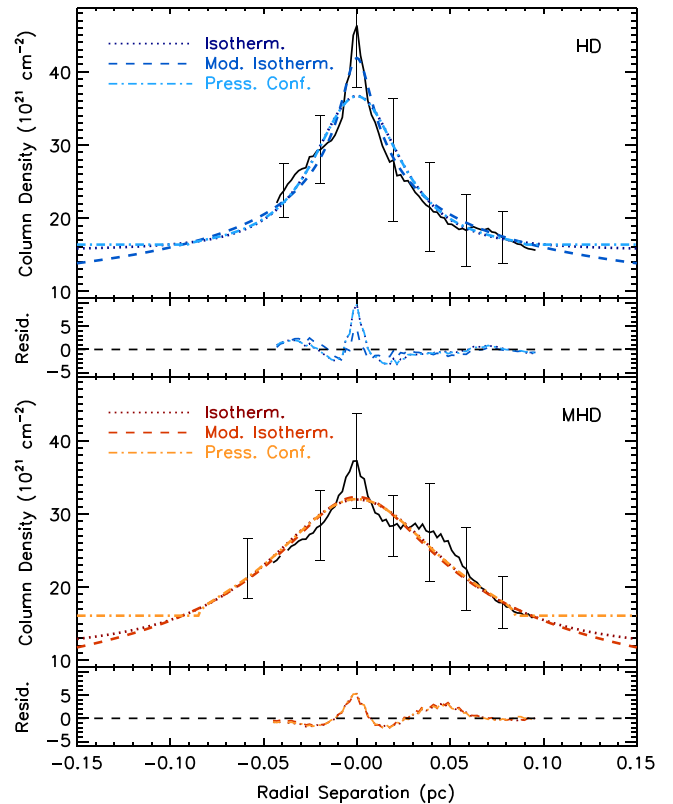 Isotherm.
Mod. Isotherm.
Press. Conf.
HD
Column Density (10²¹ cm⁻²)
40
30
20
10
Resid.
5
0
−5
Isotherm.
Mod. Isotherm.
Press. Conf.
MHD
Column Density (10²¹ cm⁻²)
40
30
20
10
Resid.
5
0
−5
−0.15 −0.10 −0.05 −0.00 0.05 0.10 0.15
Radial Separation (pc)